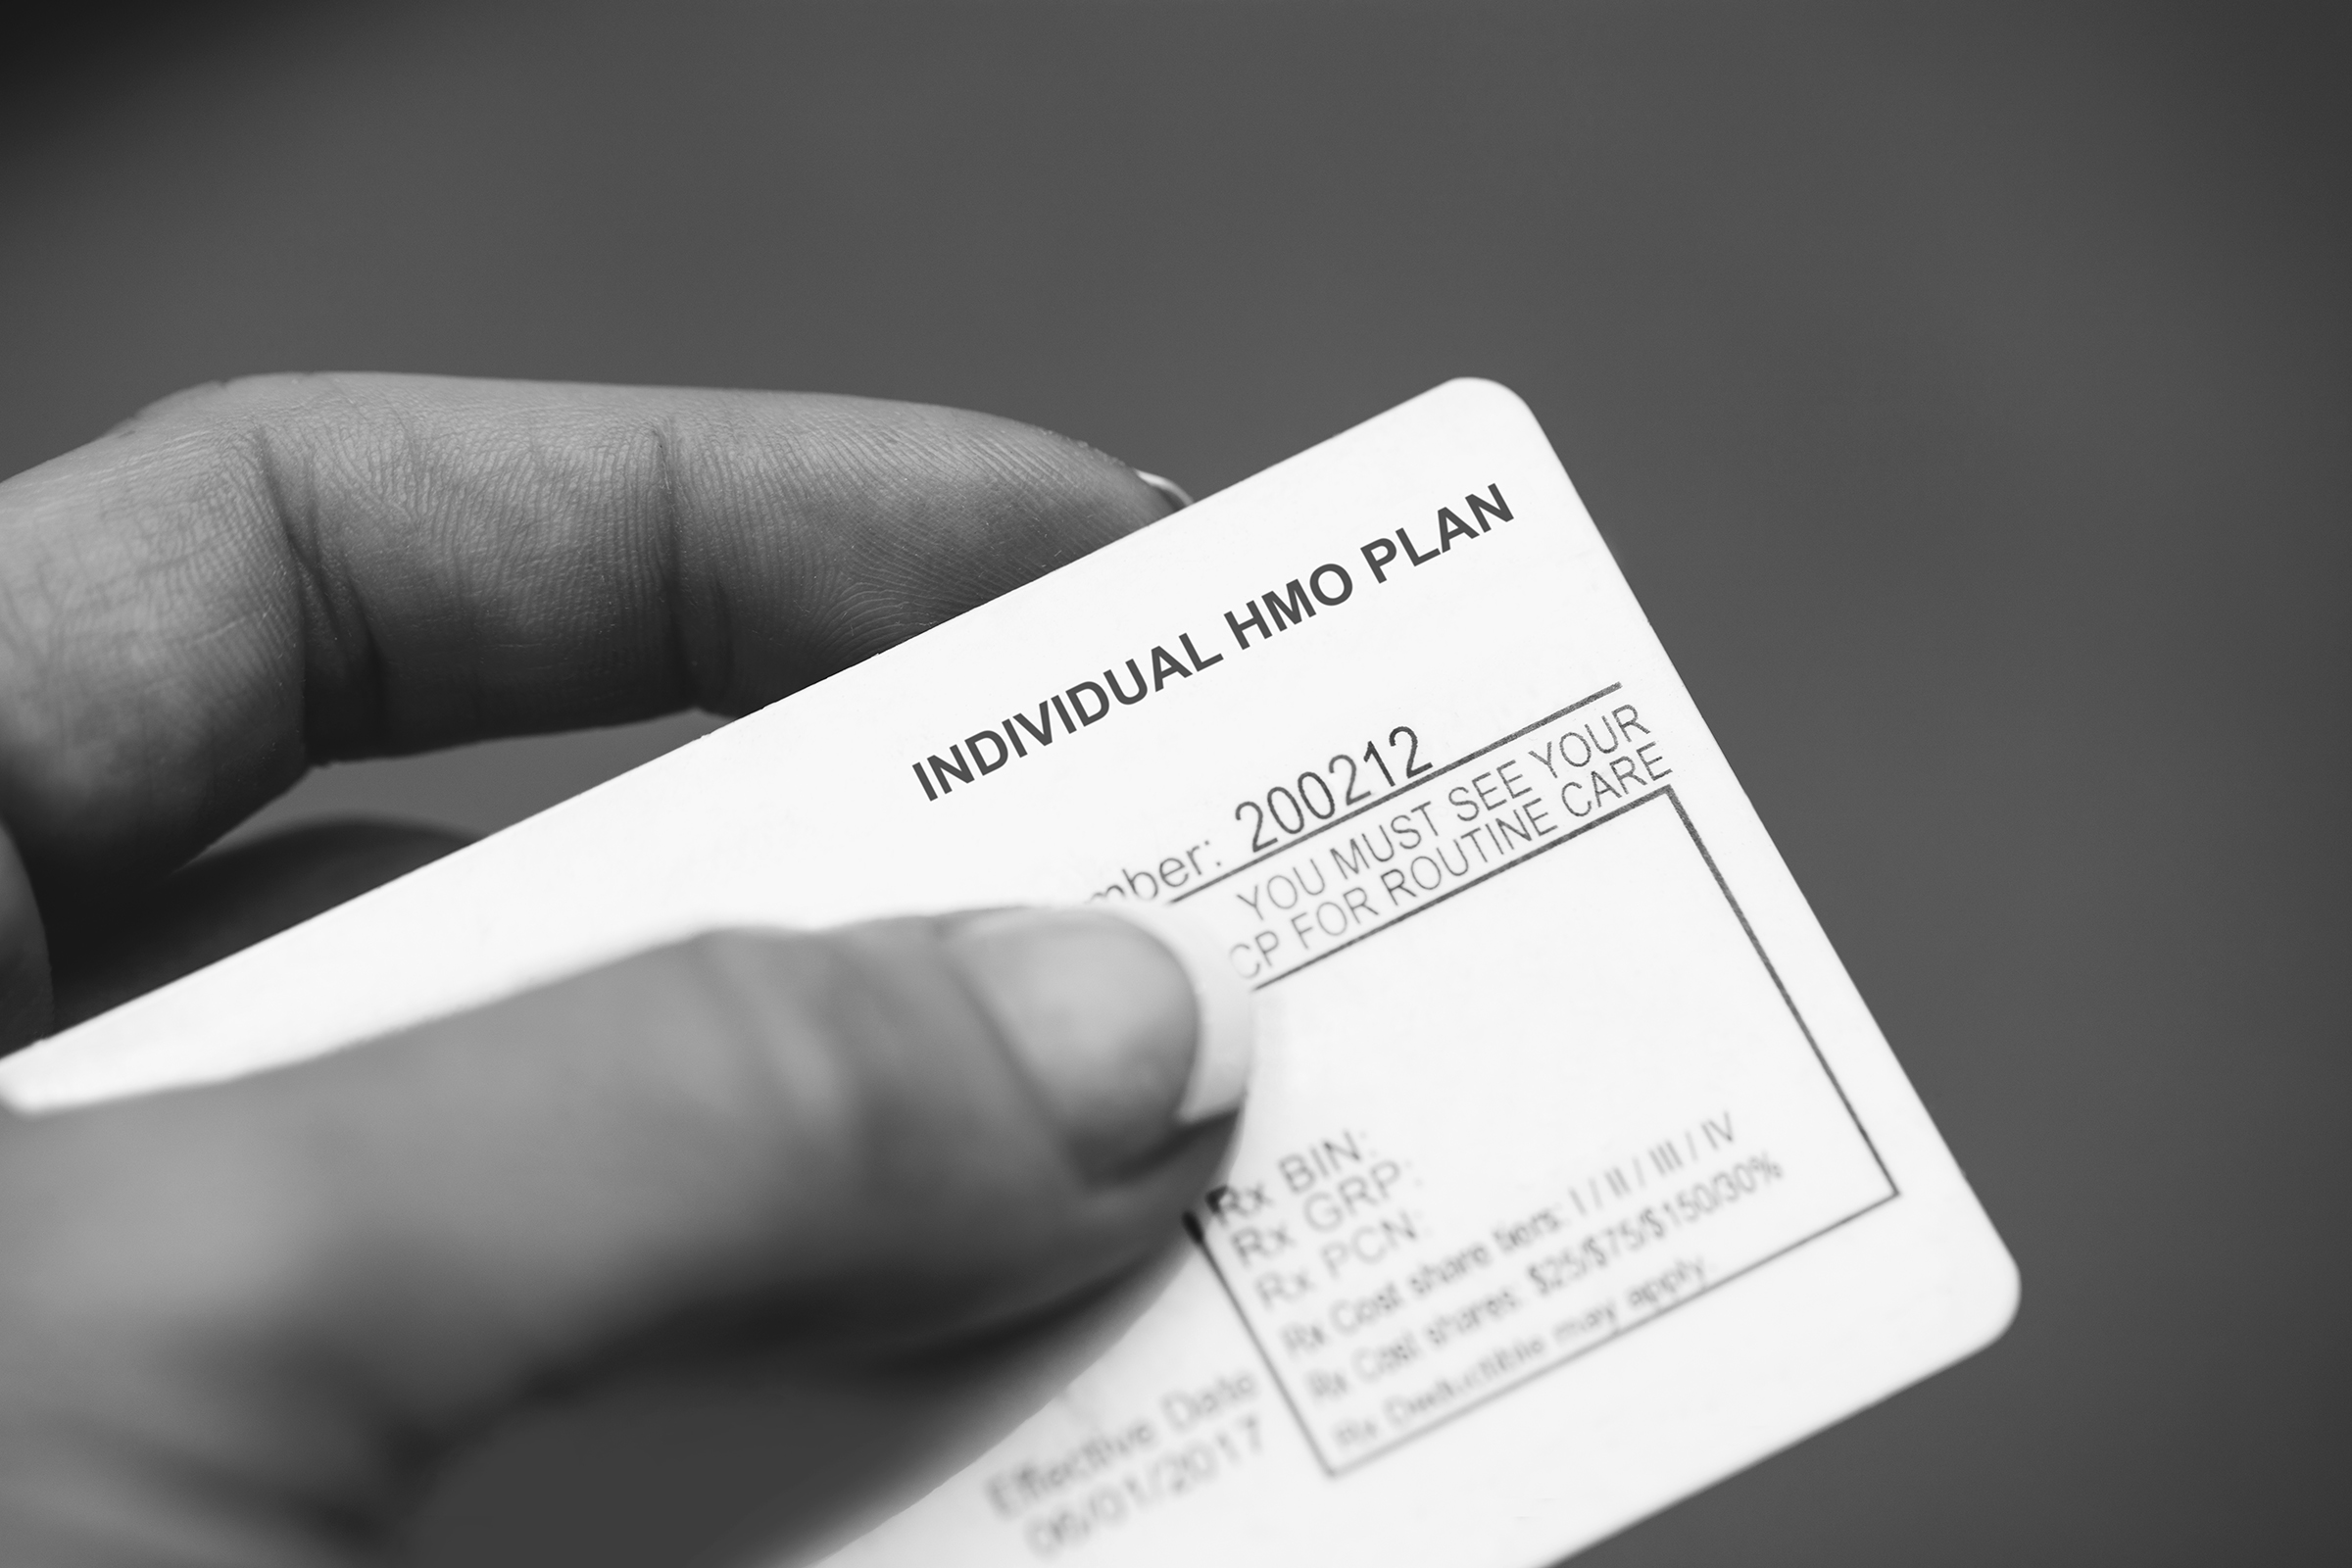 INDIVIDUAL HMO PLAN
mber: 200212
YOU MUST SEE YOUR
CP FOR ROUTINE CARE
Rx BIN:
Rx GRP:
Rx PCN:
Rx Cost share tiers: I / II / III / IV
Rx Cost shares: $25/$75/$150/30%
Rx Deductible may apply.
Effective Date
06/01/2017